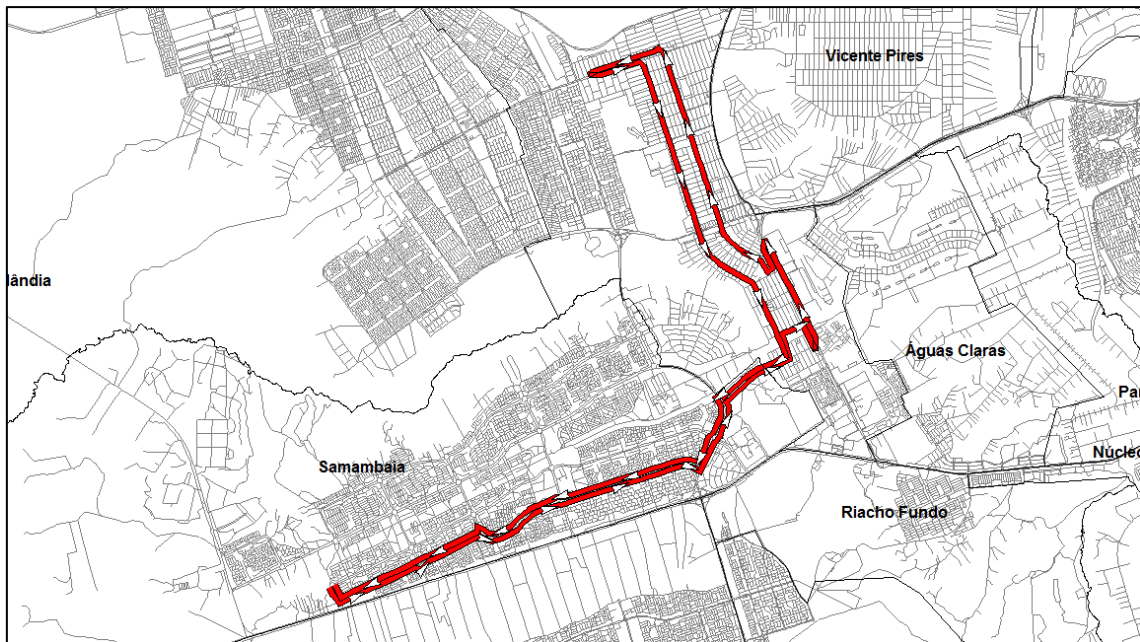 Vicente Pires
lândia
Águas Claras
Par
Samambaia
Núcleo
Riacho Fundo